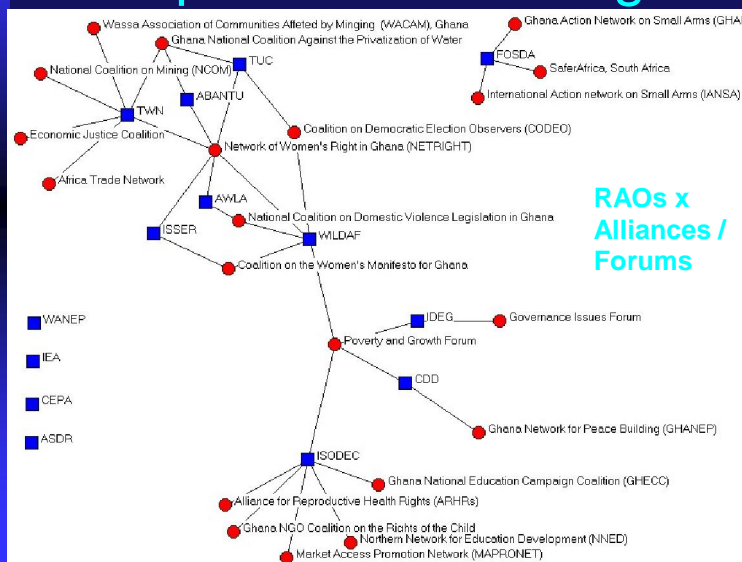 Ghana Action Network on Small Arms (GHA
Wassa Association of Communities Affeted by Minging (WACAM), Ghana
Ghana National Coalition Against the Privatization of Water
TUC
FOSDA
National Coalition on Mining (NCOM)
SaferAfrica, South Africa
ABANTU
International Action network on Small Arms (IANSA)
TWN
Economic Justice Coalition
Coalition on Democratic Election Observers (CODEO)
Network of Women's Right in Ghana (NETRIGHT)
Africa Trade Network
AWLA
RAOs x
Alliances /
Forums
National Coalition on Domestic Violence Legislation in Ghana
ISSER
WILDAF
Coalition on the Women's Manifesto for Ghana
WANEP
IDEG
Governance Issues Forum
Poverty and Growth Forum
IEA
CDD
CEPA
Ghana Network for Peace Building (GHANEP)
ASDR
ISODEC
Ghana National Education Campaign Coalition (GHECC)
Alliance for Reproductive Health Rights (ARHRs)
Ghana NGO Coalition on the Rights of the Child
Northern Network for Education Development (NNED)
Market Access Promotion Network (MAPRONET)